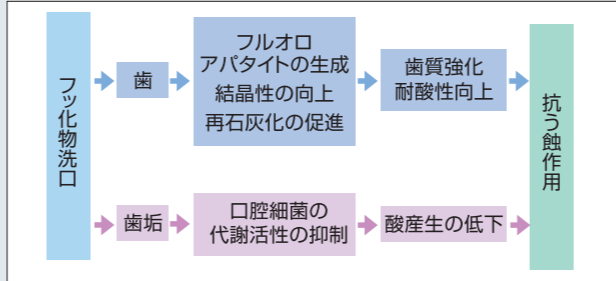 フッ化物洗口
歯
フルオロ
アパタイトの生成
結晶性の向上
再石灰化の促進
歯質強化
耐酸性向上
歯垢
口腔細菌の
代謝活性の抑制
酸産生の低下
抗う蝕作用